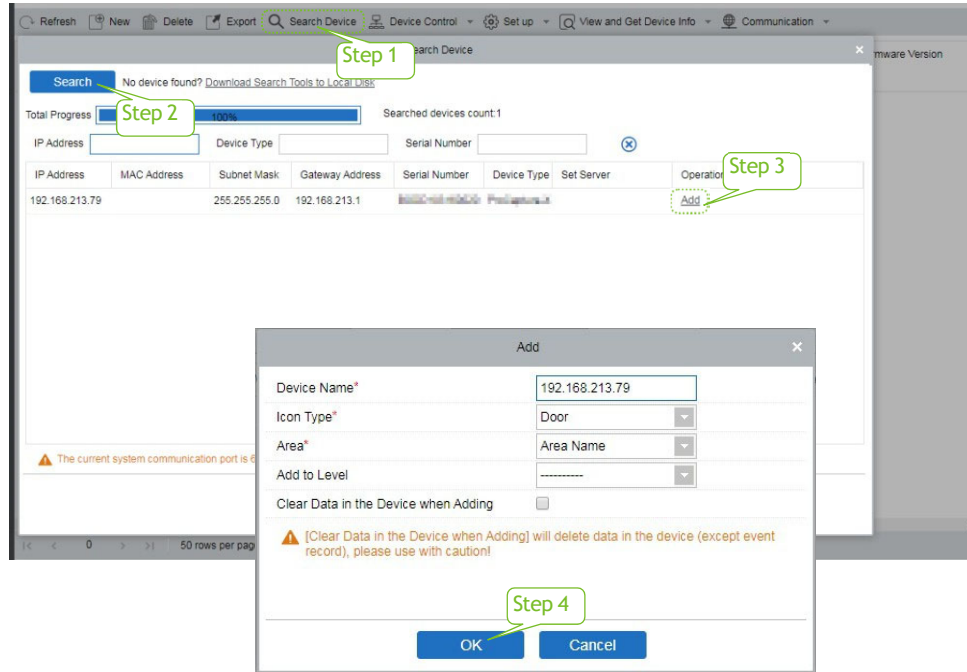 Refresh New Delete Export Search Device Device Control Set up View and Get Device Info Communication
Step 1
Search Device
mware Version
Search No device found? Download Search Tools to Local Disk
Total Progress 100% Searched devices count:1
Step 2
IP Address Device Type Serial Number
Step 3
IP Address MAC Address Subnet Mask Gateway Address Serial Number Device Type Set Server Operation
192.168.213.79 255.255.255.0 192.168.213.1 Add
Add
Device Name* 192.168.213.79
Icon Type* Door
Area* Area Name
The current system communication port is 6
Add to Level ----------
Clear Data in the Device when Adding
[Clear Data in the Device when Adding] will delete data in the device (except event
record), please use with caution!
0 50 rows per pag
Step 4
OK Cancel